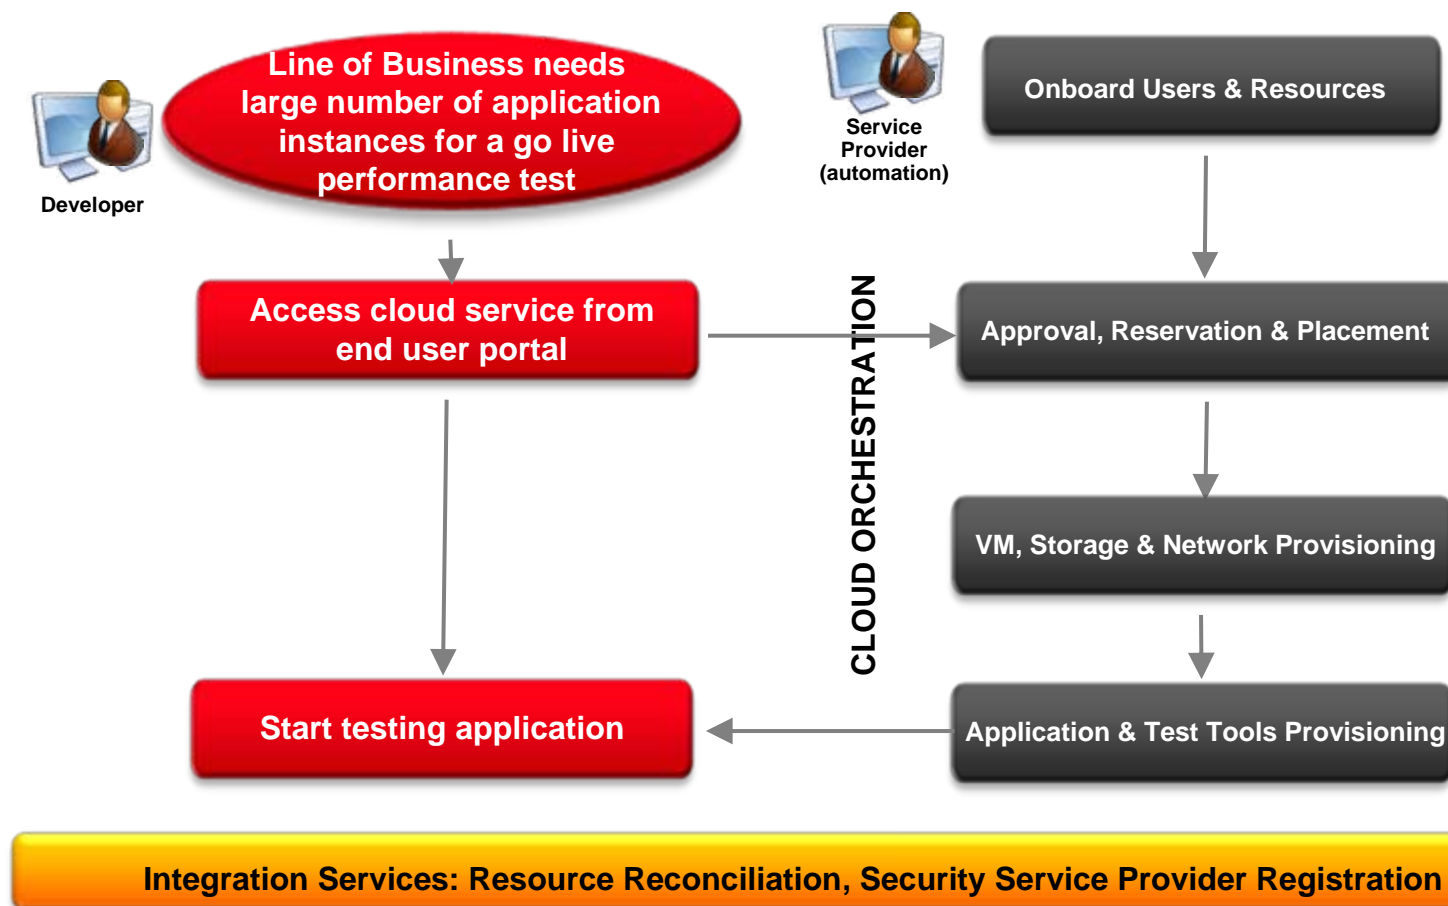 Line of Business needs
large number of application
instances for a go live
performance test
Developer
Service
Provider
(automation)
Onboard Users & Resources
Access cloud service from
end user portal
CLOUD ORCHESTRATION
Approval, Reservation & Placement
VM, Storage & Network Provisioning
Start testing application
Application & Test Tools Provisioning
Integration Services: Resource Reconciliation, Security Service Provider Registration